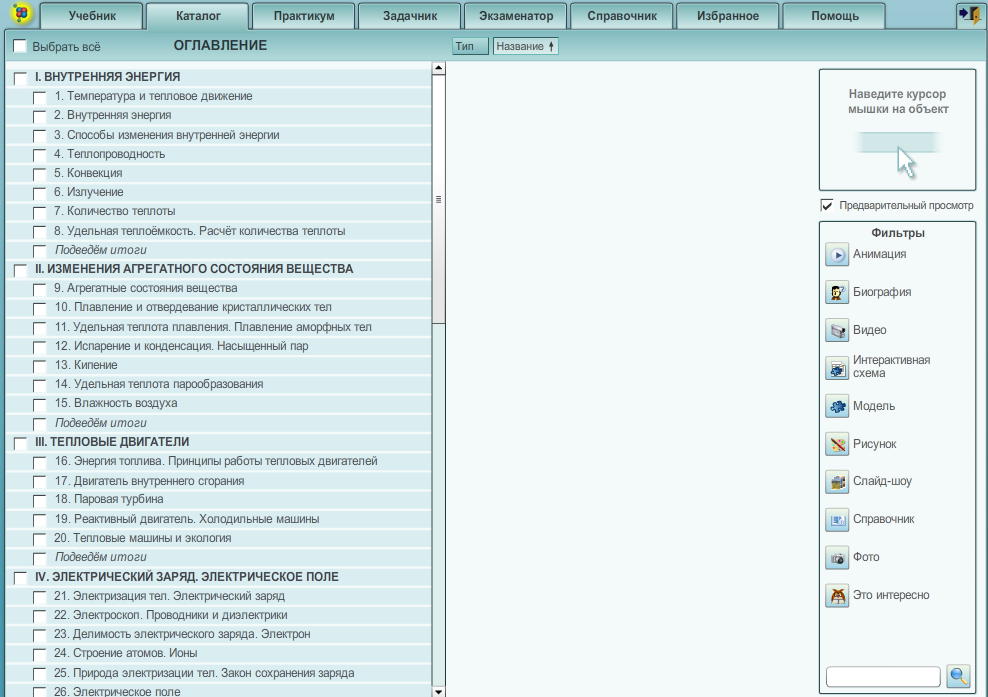 Учебник
Каталог
Практикум
Задачник
Экзаменатор
Справочник
Избранное
Помощь
Выбрать всё
ОГЛАВЛЕНИЕ
Тип
Название
I. ВНУТРЕННЯЯ ЭНЕРГИЯ
1. Температура и тепловое движение
2. Внутренняя энергия
3. Способы изменения внутренней энергии
4. Теплопроводность
5. Конвекция
6. Излучение
7. Количество теплоты
8. Удельная теплоёмкость. Расчёт количества теплоты
Подведём итоги
II. ИЗМЕНЕНИЯ АГРЕГАТНОГО СОСТОЯНИЯ ВЕЩЕСТВА
9. Агрегатные состояния вещества
10. Плавление и отвердевание кристаллических тел
11. Удельная теплота плавления. Плавление аморфных тел
12. Испарение и конденсация. Насыщенный пар
13. Кипение
14. Удельная теплота парообразования
15. Влажность воздуха
Подведём итоги
III. ТЕПЛОВЫЕ ДВИГАТЕЛИ
16. Энергия топлива. Принципы работы тепловых двигателей
17. Двигатель внутреннего сгорания
18. Паровая турбина
19. Реактивный двигатель. Холодильные машины
20. Тепловые машины и экология
Подведём итоги
IV. ЭЛЕКТРИЧЕСКИЙ ЗАРЯД. ЭЛЕКТРИЧЕСКОЕ ПОЛЕ
21. Электризация тел. Электрический заряд
22. Электроскоп. Проводники и диэлектрики
23. Делимость электрического заряда. Электрон
24. Строение атомов. Ионы
25. Природа электризации тел. Закон сохранения заряда
26. Электрическое поле
Наведите курсор
мышки на объект
Предварительный просмотр
Фильтры
Анимация
Биография
Видео
Интерактивная
схема
Модель
Рисунок
Слайд-шоу
Справочник
Фото
Это интересно